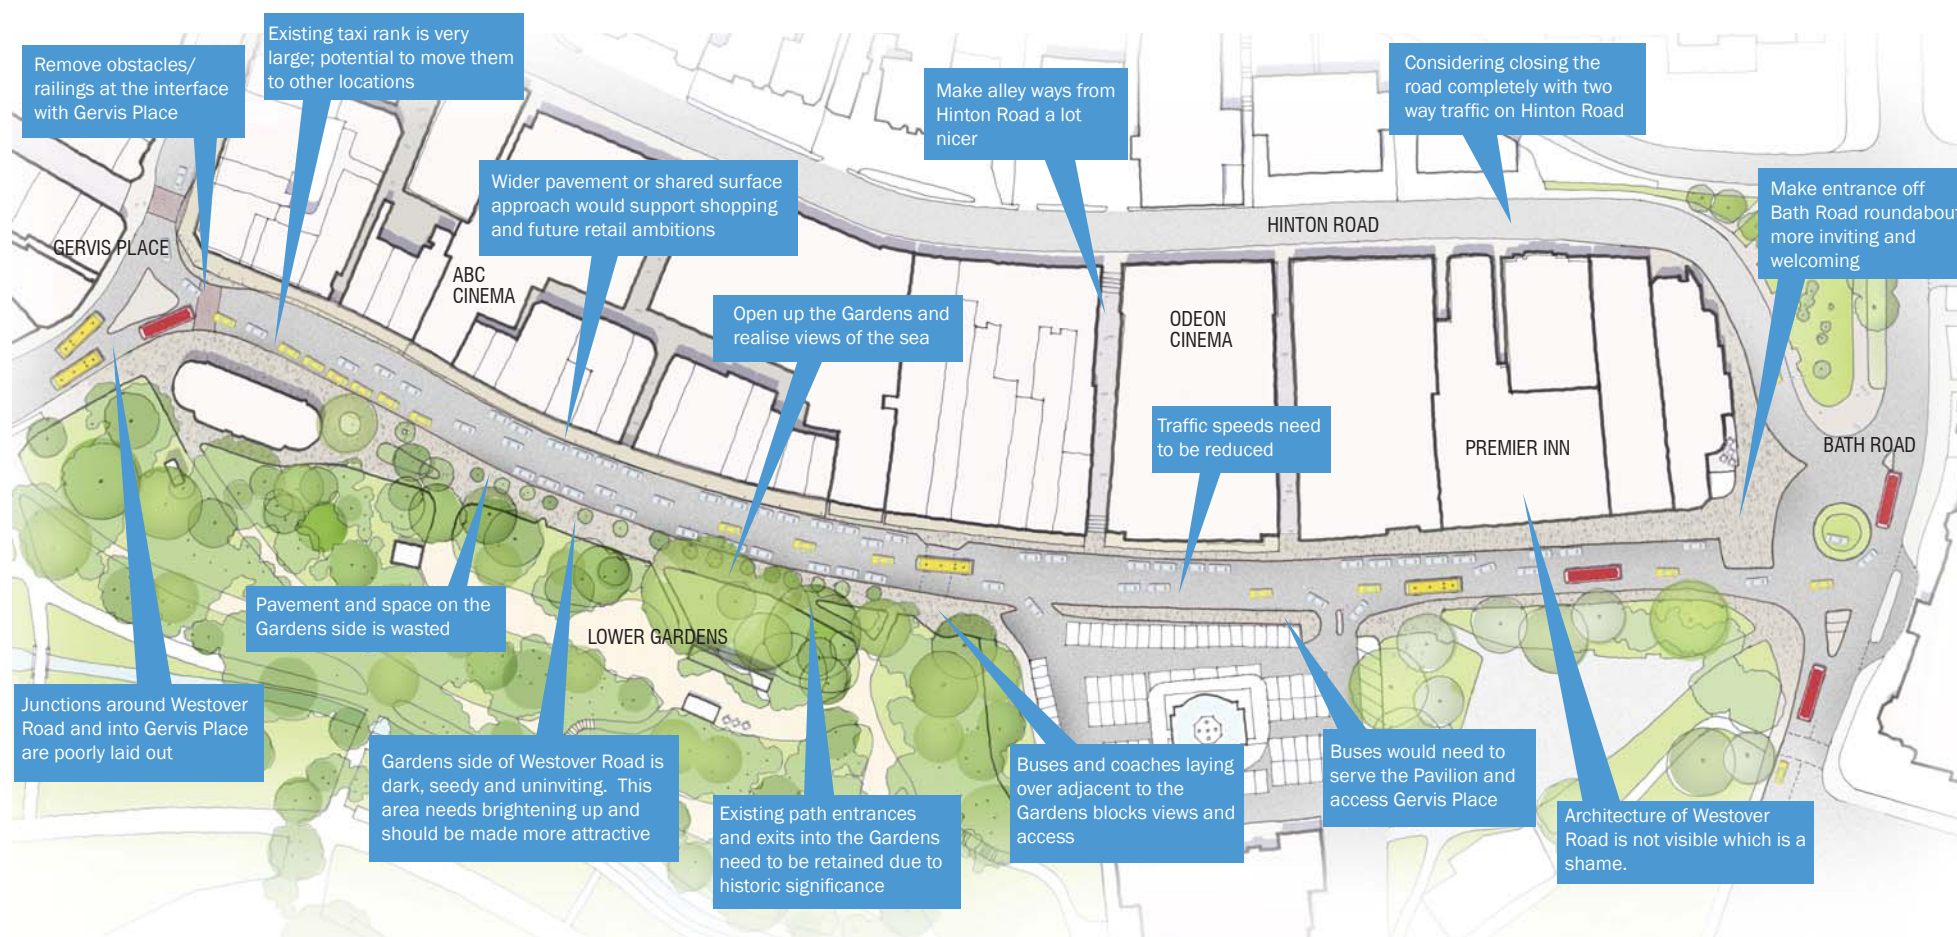 Existing taxi rank is very
large; potential to move them
to other locations
Remove obstacles/
railings at the interface
with Gervis Place
Considering closing the
road completely with two
way traffic on Hinton Road
Make alley ways from
Hinton Road a lot
nicer
Wider pavement or shared surface
approach would support shopping
and future retail ambitions
Make entrance off
Bath Road roundabout
more inviting and
welcoming
GERVIS PLACE
HINTON ROAD
ABC
CINEMA
Open up the Gardens and
realise views of the sea
ODEON
CINEMA
Traffic speeds need
to be reduced
PREMIER INN
BATH ROAD
Pavement and space on the
Gardens side is wasted
LOWER GARDENS
Junctions around Westover
Road and into Gervis Place
are poorly laid out
Gardens side of Westover Road is
dark, seedy and uninviting.  This
area needs brightening up and
should be made more attractive
Existing path entrances
and exits into the Gardens
need to be retained due to
historic significance
Buses and coaches laying
over adjacent to the
Gardens blocks views and
access
Buses would need to
serve the Pavilion and
access Gervis Place
Architecture of Westover
Road is not visible which is a
shame.